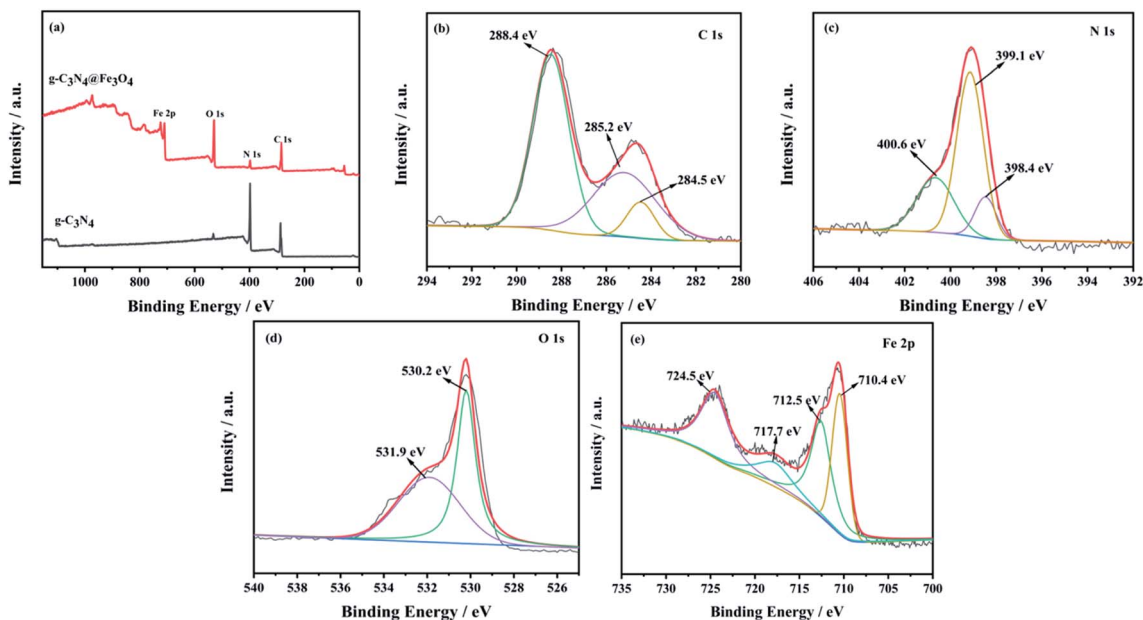 (a)
g-C3N4@Fe3O4
Fe 2p
O 1s
N 1s
C 1s
g-C3N4
Intensity / a.u.
1000 800 600 400 200 0
Binding Energy / eV
(b)
C 1s
288.4 eV
285.2 eV
284.5 eV
Intensity / a.u.
294 292 290 288 286 284 282 280
Binding Energy / eV
(c)
N 1s
399.1 eV
400.6 eV
398.4 eV
Intensity / a.u.
406 404 402 400 398 396 394 392
Binding Energy / eV
(d)
O 1s
530.2 eV
531.9 eV
Intensity / a.u.
540 538 536 534 532 530 528 526
Binding Energy / eV
(e)
Fe 2p
724.5 eV
717.7 eV
712.5 eV
710.4 eV
Intensity / a.u.
735 730 725 720 715 710 705 700
Binding Energy / eV